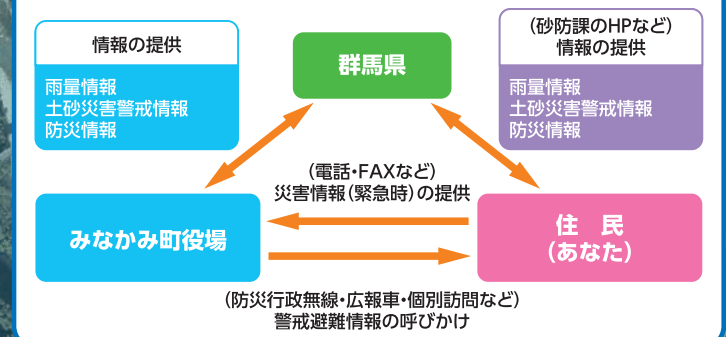 情報の提供
雨量情報
土砂災害警戒情報
防災情報
群馬県
（砂防課のHPなど）
情報の提供
雨量情報
土砂災害警戒情報
防災情報
（電話・FAXなど）
災害情報（緊急時）の提供
みなかみ町役場
住　民
（あなた）
（防災行政無線・広報車・個別訪問など）
警戒避難情報の呼びかけ